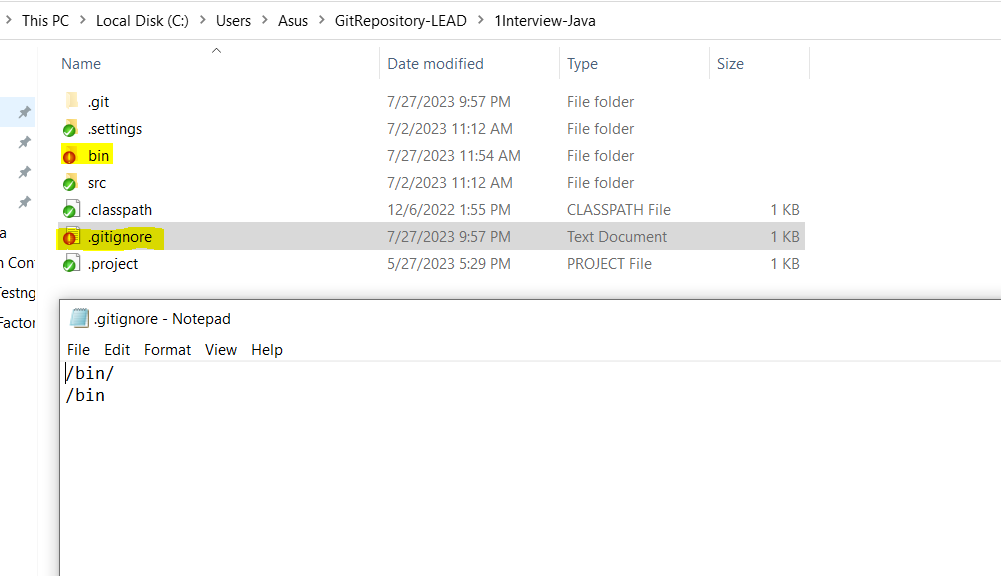 This PC > Local Disk (C:) > Users > Asus > GitRepository-LEAD > 1Interview-Java
Name Date modified Type Size
.git 7/27/2023 9:57 PM File folder
.settings 7/2/2023 11:12 AM File folder
bin 7/27/2023 11:54 AM File folder
src 7/2/2023 11:12 AM File folder
.classpath 12/6/2022 1:55 PM CLASSPATH File 1 KB
a .gitignore 7/27/2023 9:57 PM Text Document 1 KB
n Con .project 5/27/2023 5:29 PM PROJECT File 1 KB
Testng
Factor
.gitignore - Notepad
File Edit Format View Help
/bin/
/bin